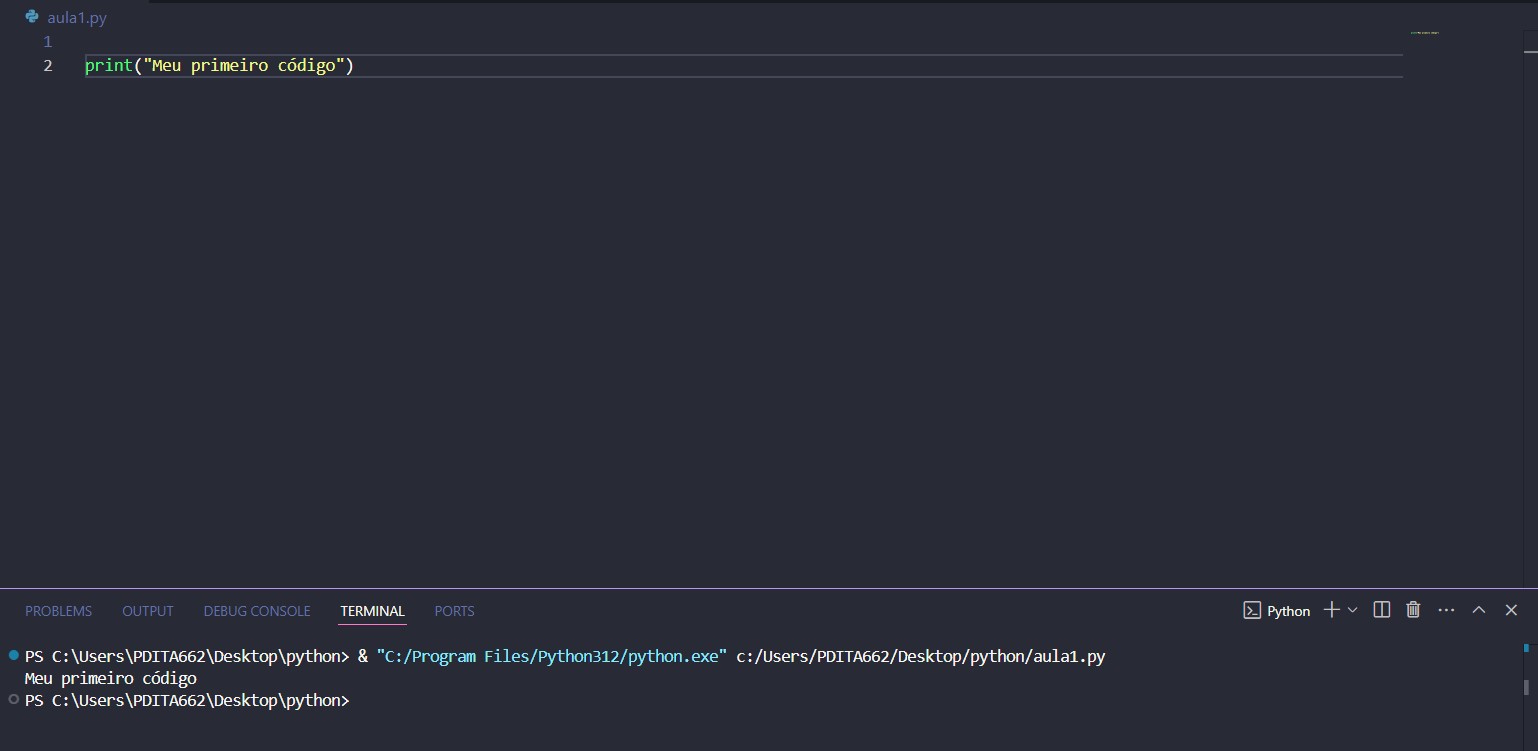 aula1.py
1
2 print("Meu primeiro código")
PROBLEMS OUTPUT DEBUG CONSOLE TERMINAL PORTS Python
PS C:\Users\PDITA662\Desktop\python> & "C:/Program Files/Python312/python.exe" c:/Users/PDITA662/Desktop/python/aula1.py
Meu primeiro código
PS C:\Users\PDITA662\Desktop\python>